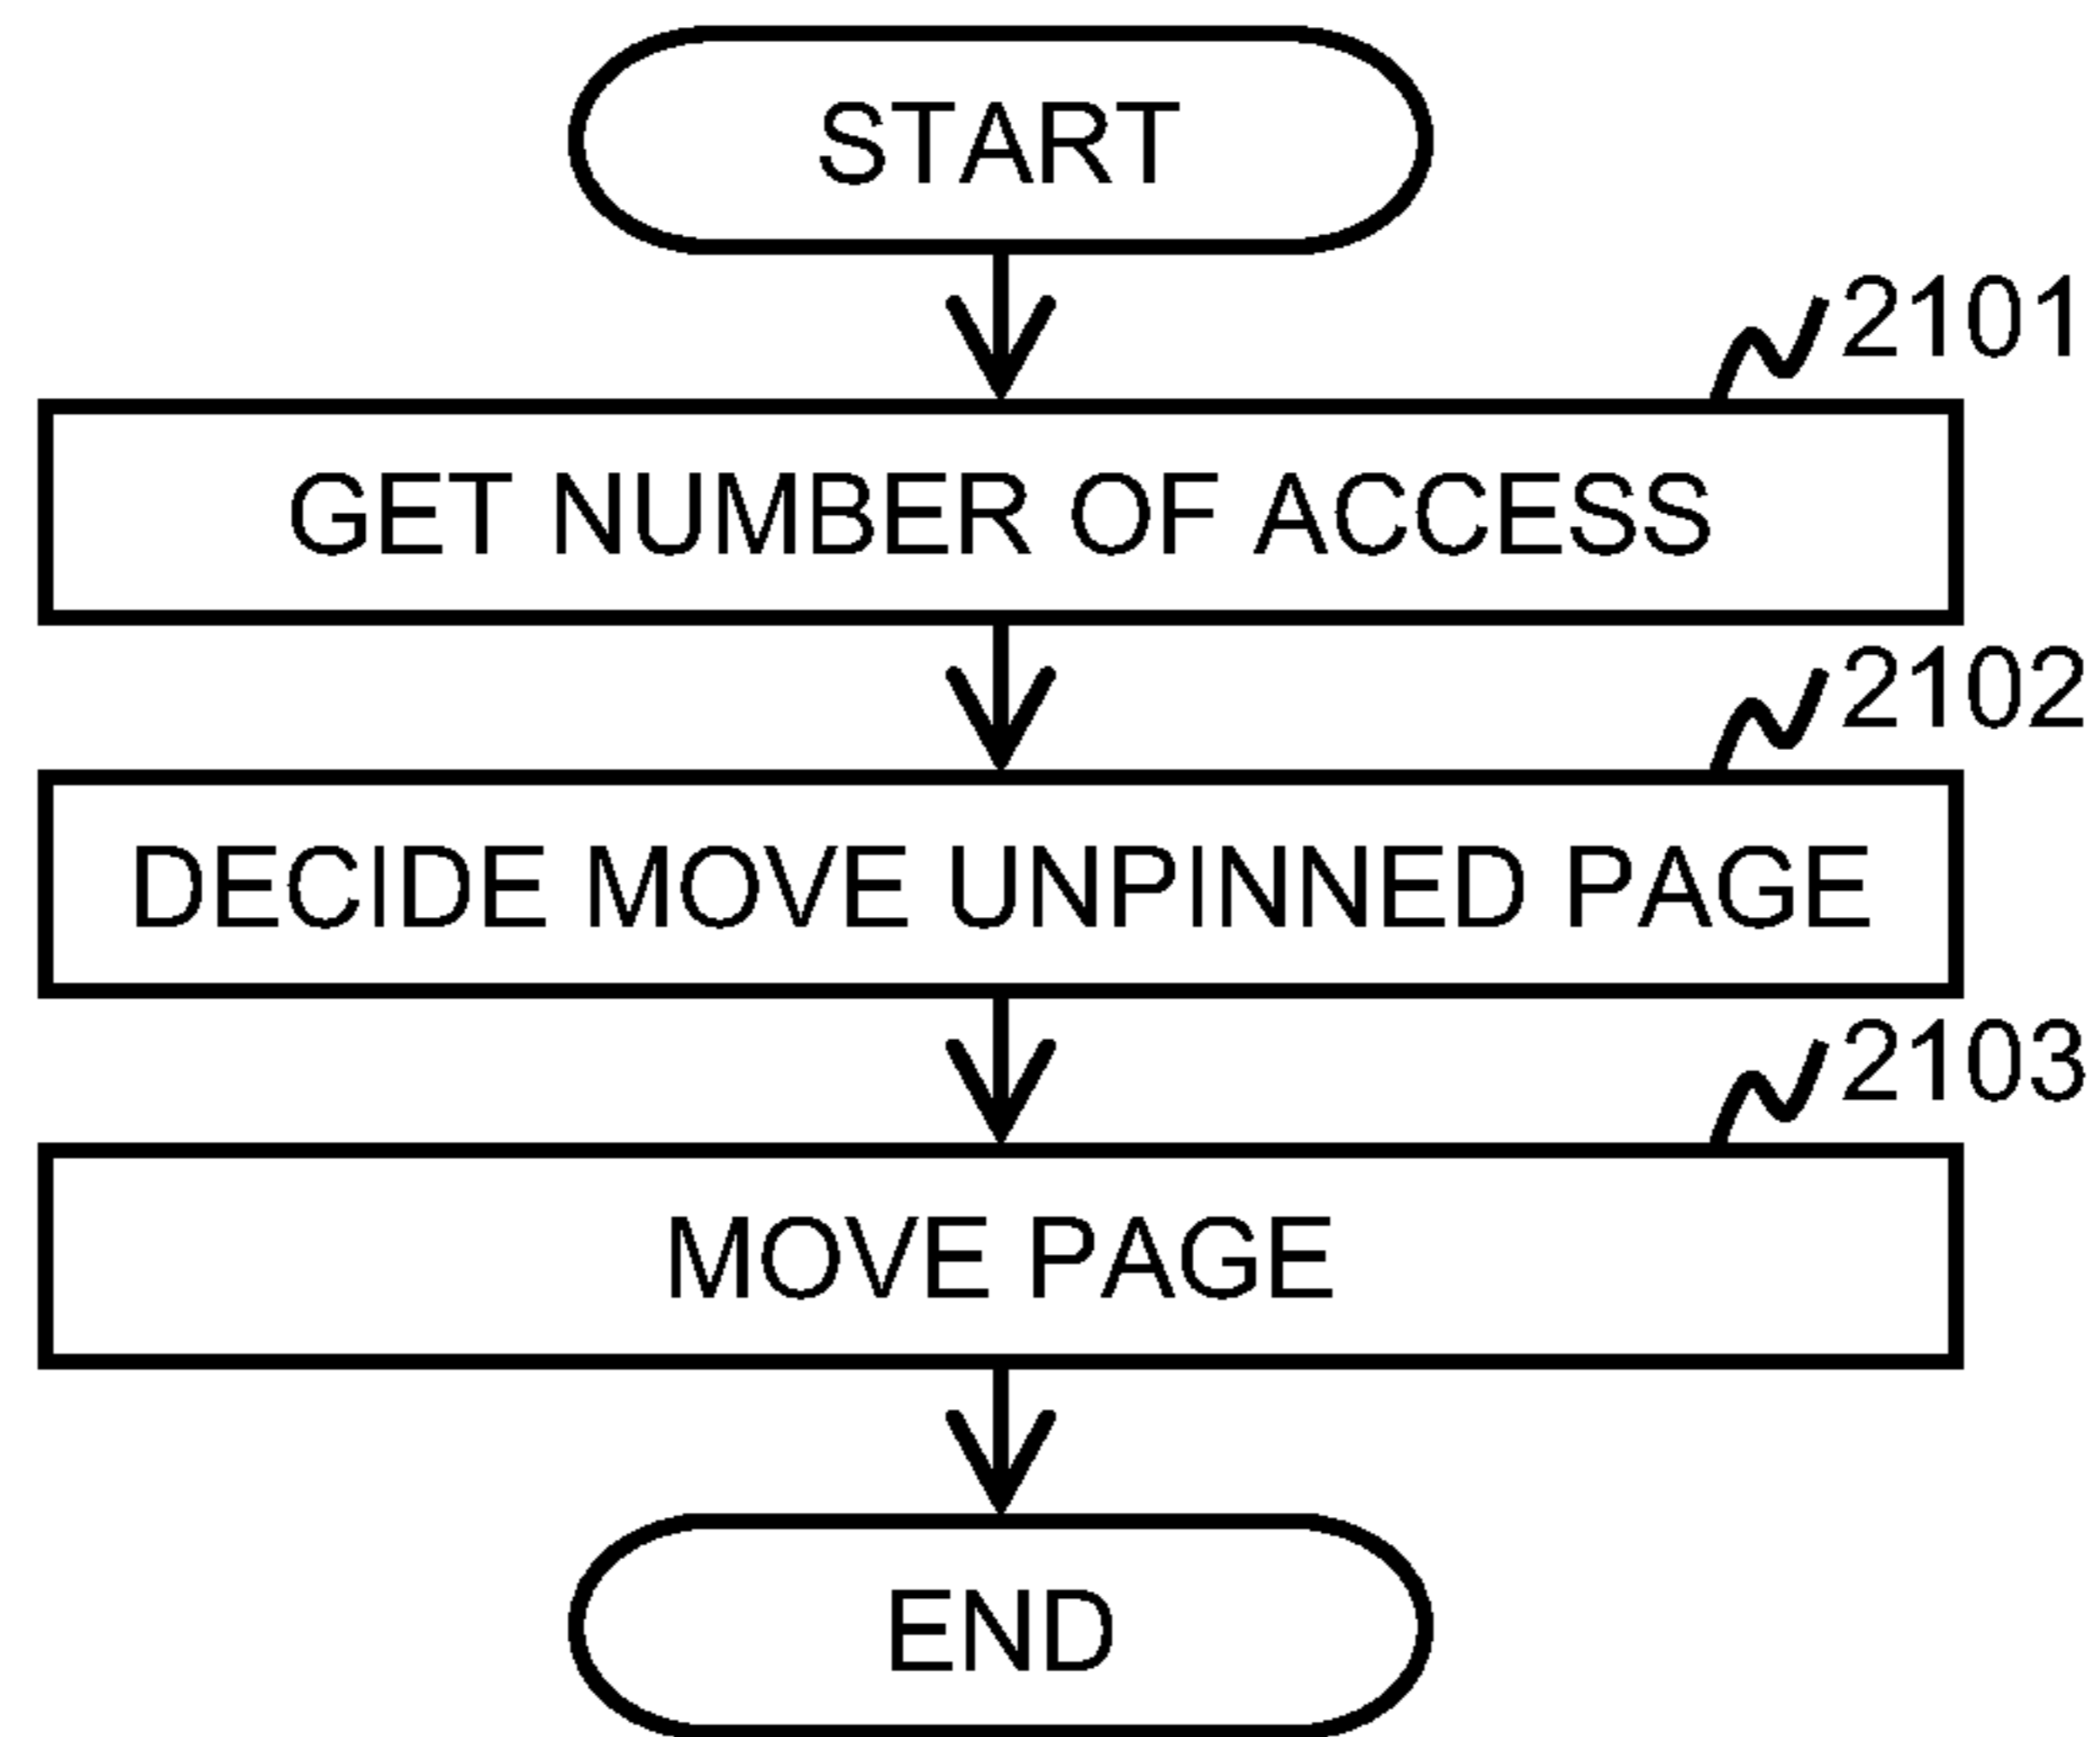 START
2101
GET NUMBER OF ACCESS
2102
DECIDE MOVE UNPINNED PAGE
2103
MOVE PAGE
END